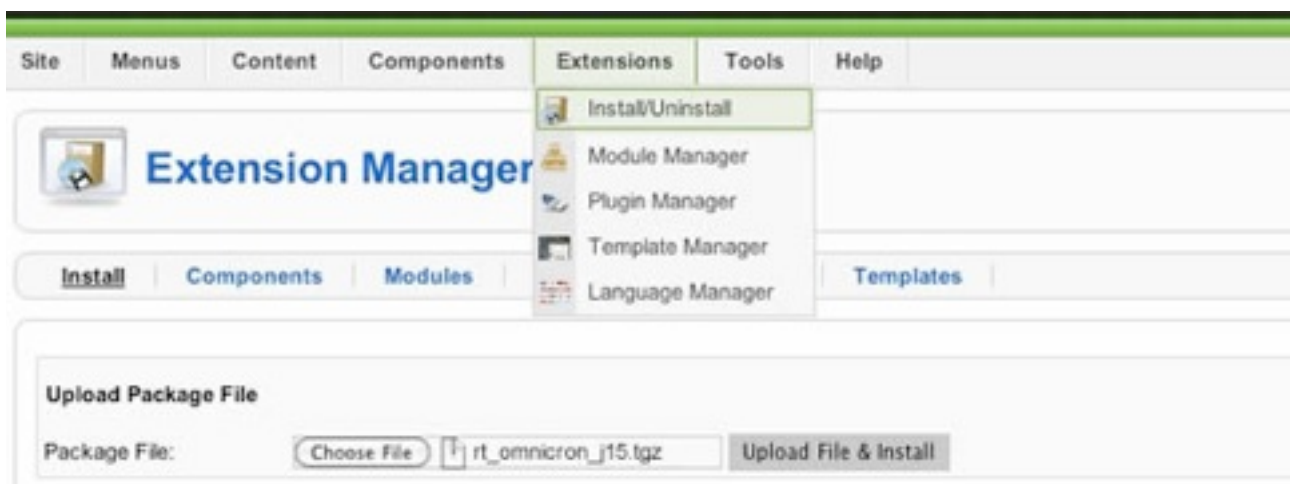 Site Menus Content Components Extensions Tools Help
Install/Uninstall
Extension Manager
Module Manager
Plugin Manager
Template Manager
Install Components Modules Templates
Language Manager
Upload Package File
Package File: Choose File rt_omnicron_j15.tgz Upload File & Install